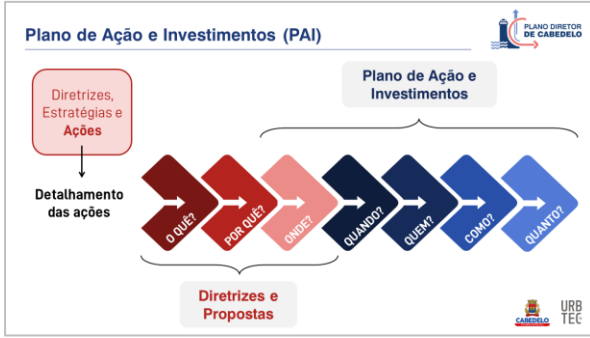 Plano de Ação e Investimentos (PAI)
PLANO DIRETOR
DE CABEDELO
Plano de Ação e
Investimentos
Diretrizes,
Estratégias e
Ações
Detalhamento
das ações
O QUÊ?
POR QUÊ?
ONDE?
QUANDO?
QUEM?
COMO?
QUANTO?
Diretrizes e
Propostas
CABEDELO
URB
TEC